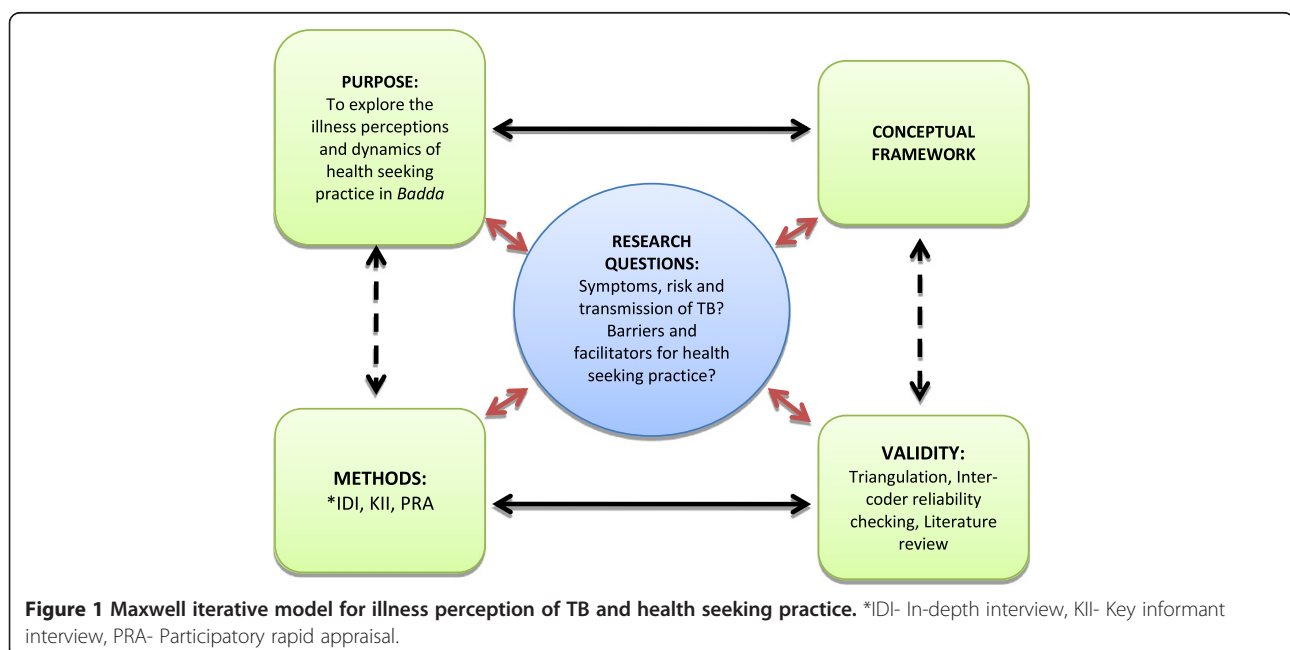 PURPOSE:
To explore the
illness perceptions
and dynamics of
health seeking
practice in Badda
CONCEPTUAL
FRAMEWORK
RESEARCH
QUESTIONS:
Symptoms, risk and
transmission of TB?
Barriers and
facilitators for health
seeking practice?
METHODS:
*IDI, KII, PRA
VALIDITY:
Triangulation, Inter-
coder reliability
checking, Literature
review
Figure 1 Maxwell iterative model for illness perception of TB and health seeking practice. *IDI- In-depth interview, KII- Key informant
interview, PRA- Participatory rapid appraisal.